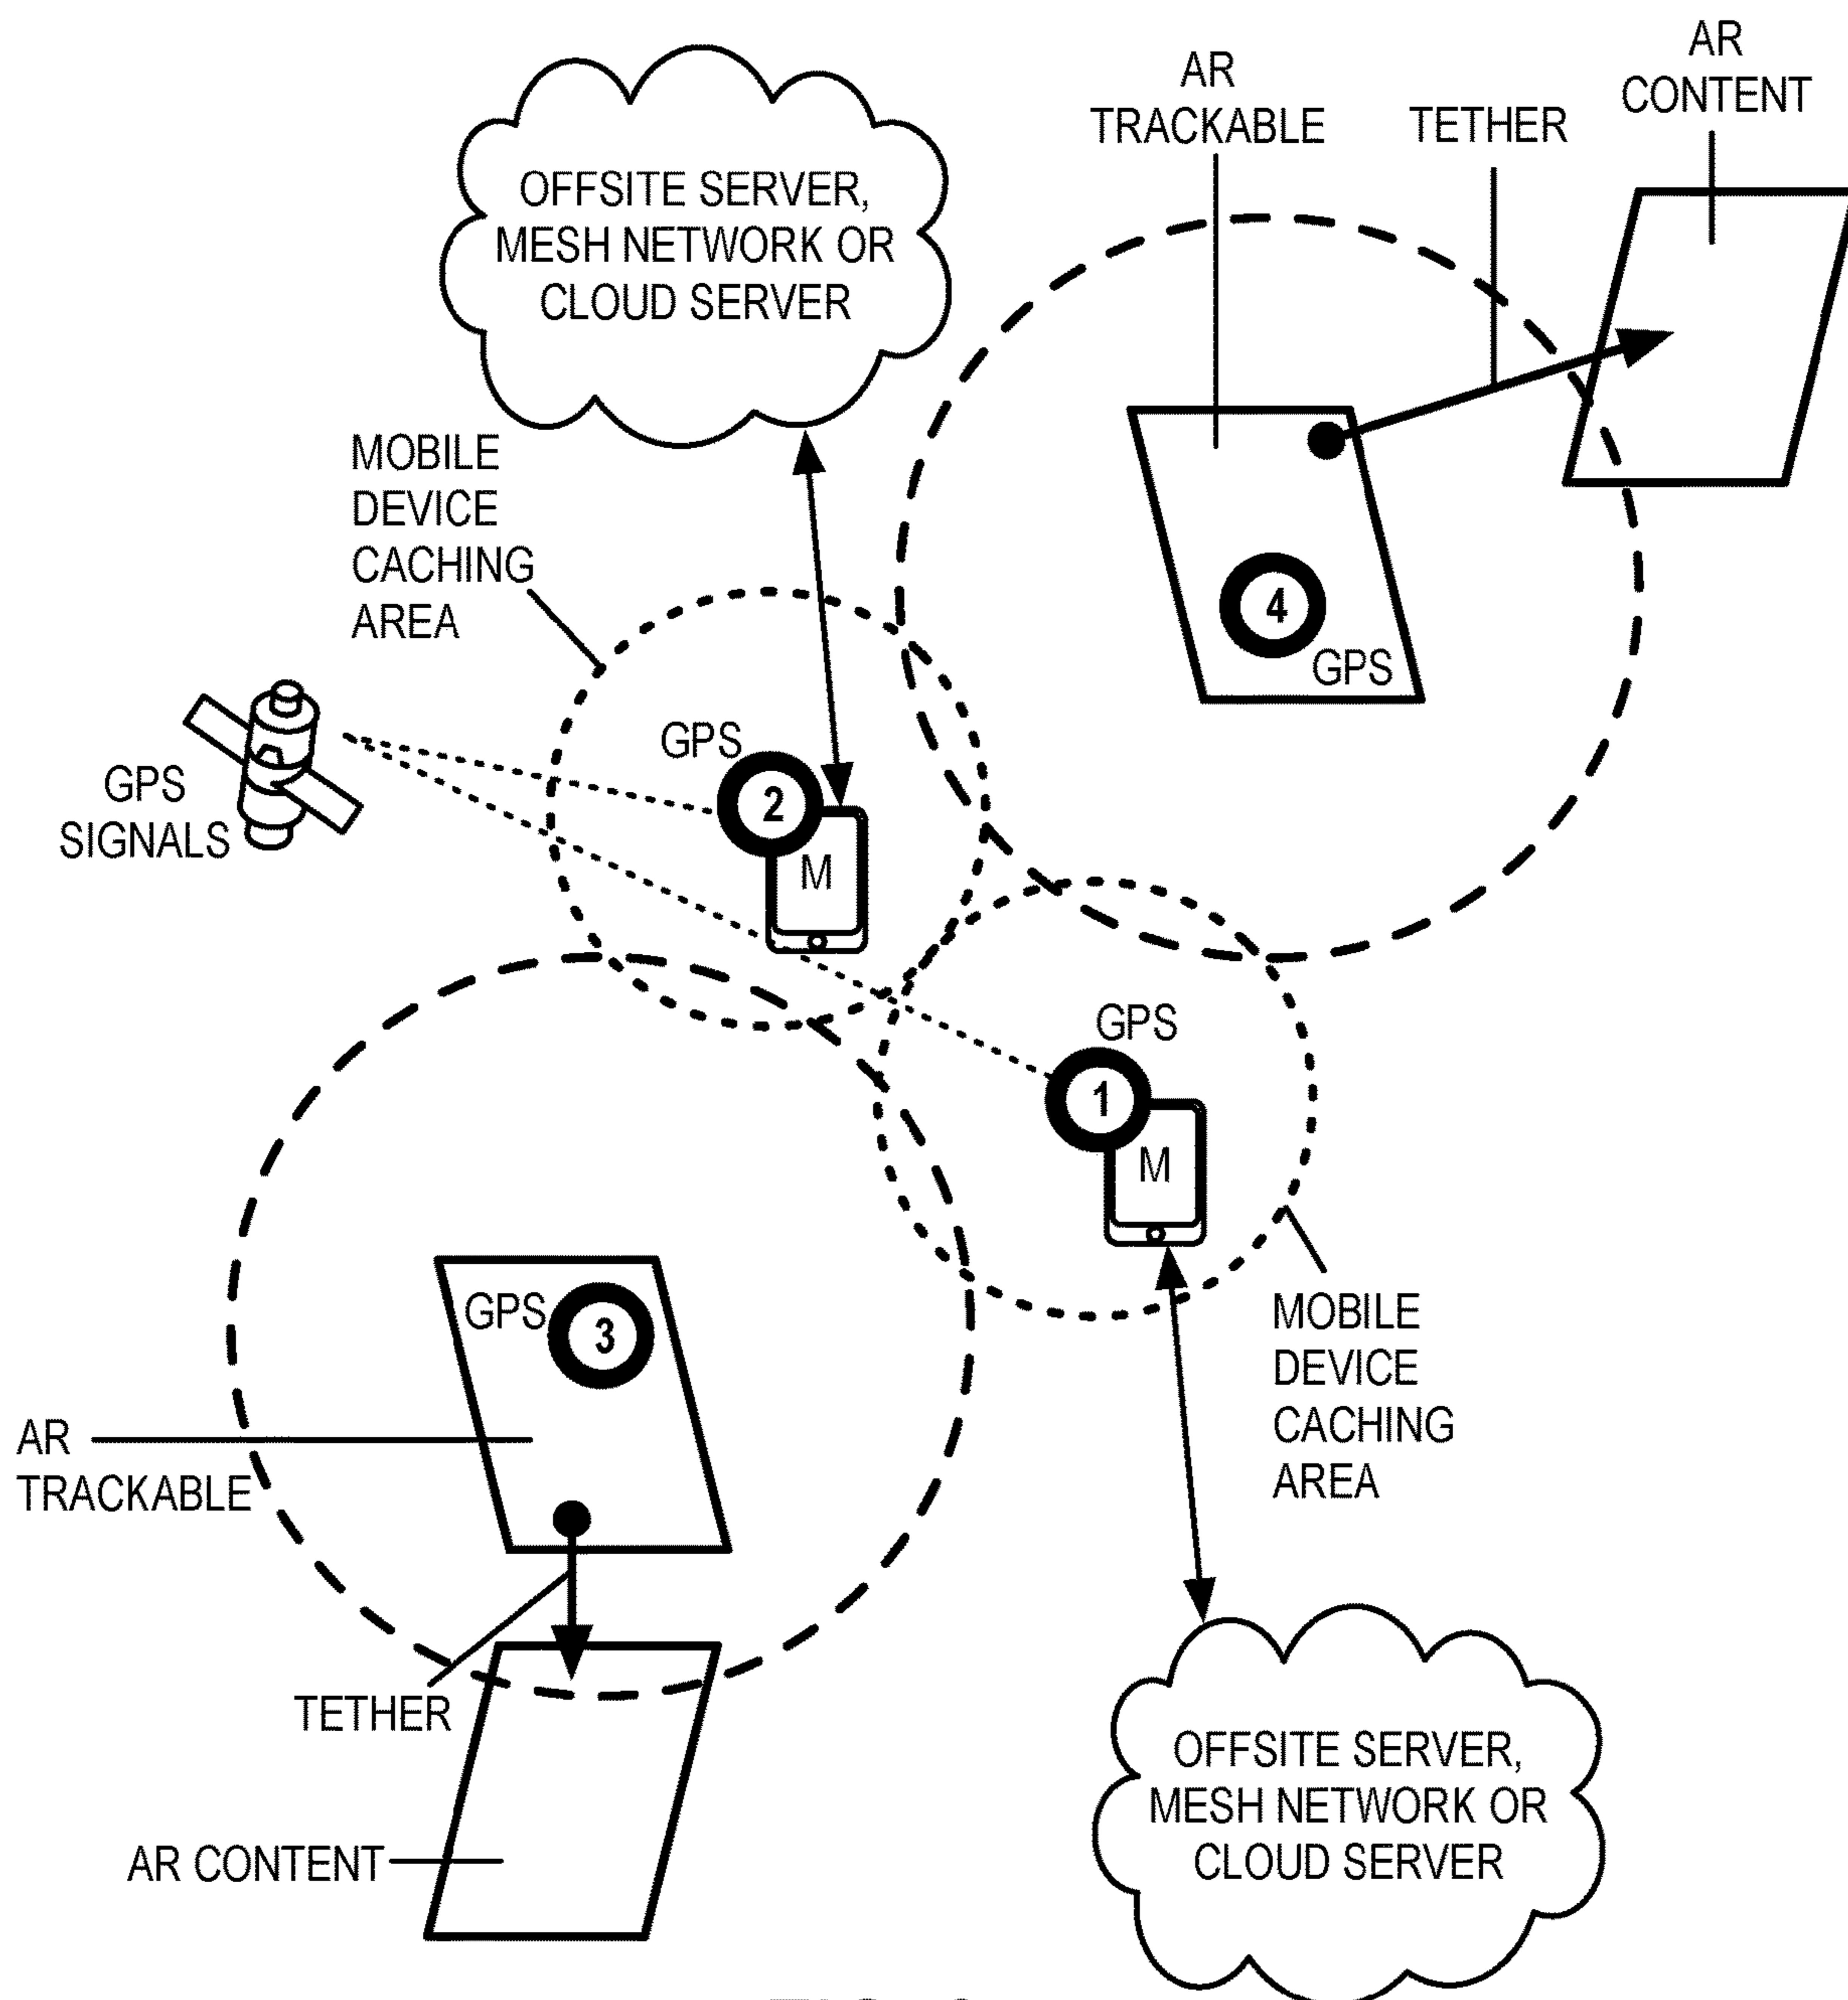 AR
CONTENT
AR
TRACKABLE
TETHER
OFFSITE SERVER,
MESH NETWORK OR
CLOUD SERVER
MOBILE
DEVICE
CACHING
AREA
4
GPS
GPS
SIGNALS
GPS
2
M
GPS
1
M
GPS
3
MOBILE
DEVICE
CACHING
AREA
AR
TRACKABLE
TETHER
OFFSITE SERVER,
MESH NETWORK OR
CLOUD SERVER
AR CONTENT